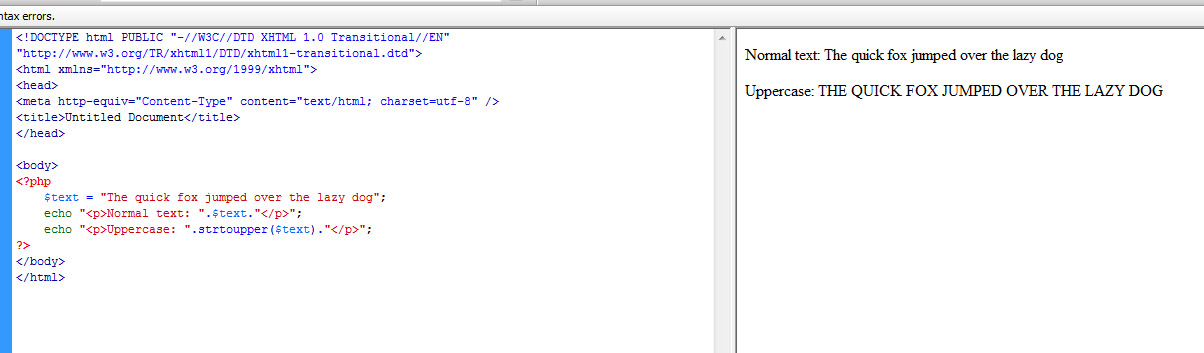 ntax errors.
<!DOCTYPE html PUBLIC "-//W3C//DTD XHTML 1.0 Transitional//EN"
"http://www.w3.org/TR/xhtml1/DTD/xhtml1-transitional.dtd">
<html xmlns="http://www.w3.org/1999/xhtml">
<head>
<meta http-equiv="Content-Type" content="text/html; charset=utf-8" />
<title>Untitled Document</title>
</head>
<body>
<?php
$text = "The quick fox jumped over the lazy dog";
echo "<p>Normal text: ".$text."</p>";
echo "<p>Uppercase: ".strtoupper($text)."</p>";
?>
</body>
</html>
Normal text: The quick fox jumped over the lazy dog
Uppercase: THE QUICK FOX JUMPED OVER THE LAZY DOG